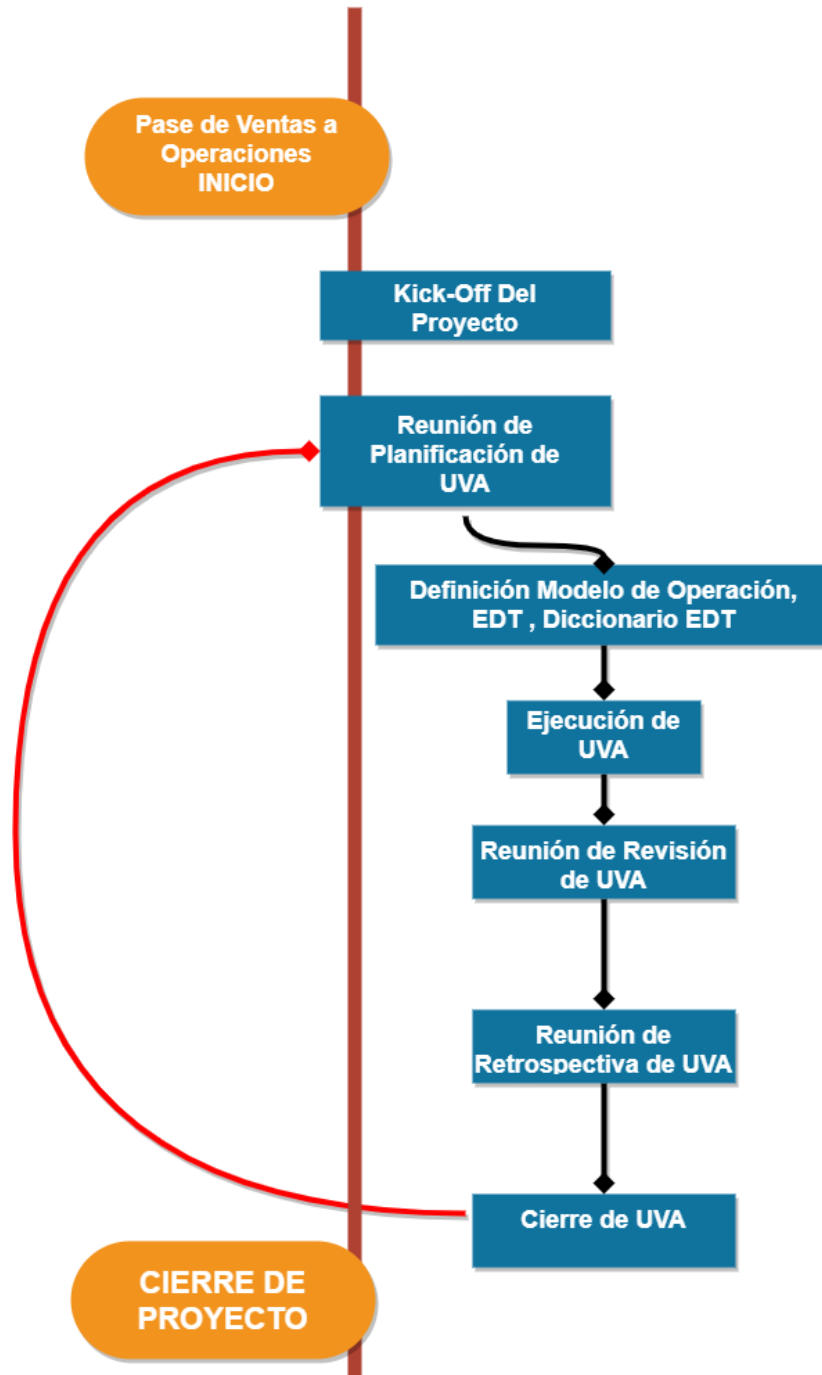 Pase de Ventas a
Operaciones
INICIO
Kick-Off Del
Proyecto
Reunión de
Planificación de
UVA
Definición Modelo de Operación,
EDT , Diccionario EDT
Ejecución de
UVA
Reunión de Revisión
de UVA
Reunión de
Retrospectiva de UVA
Cierre de UVA
CIERRE DE
PROYECTO